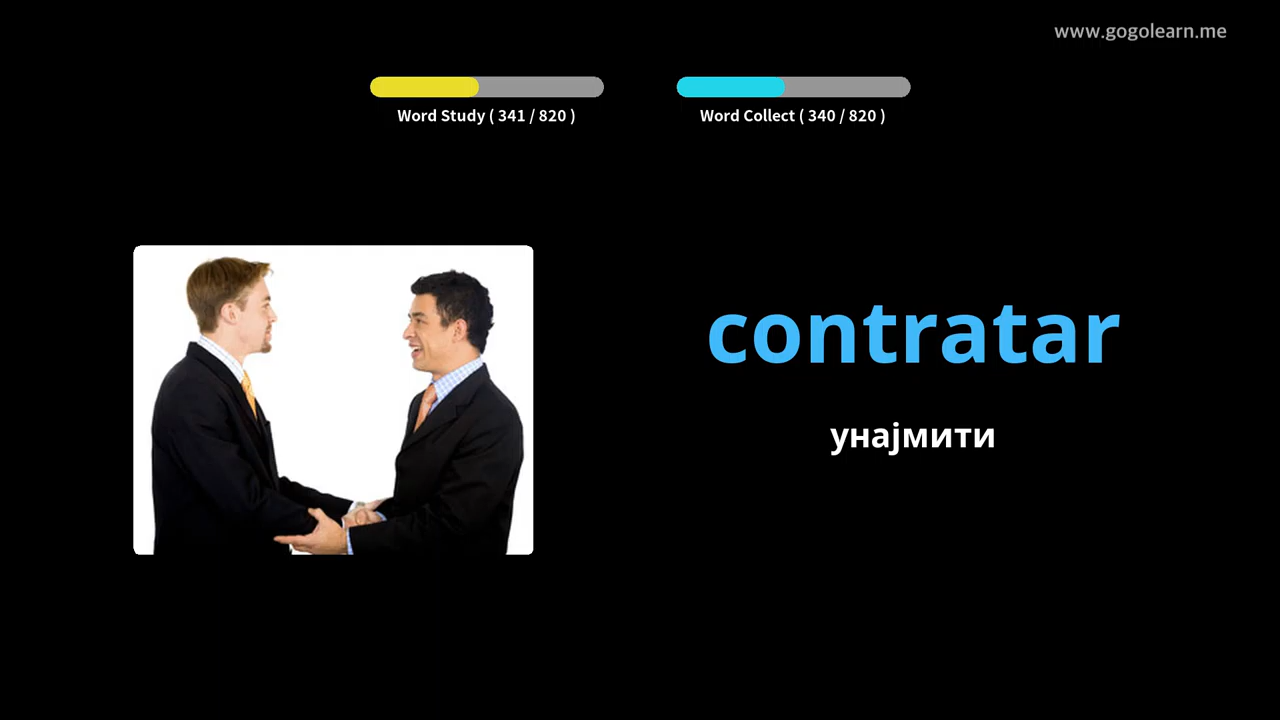 www.gogolearn.me
Word Study ( 341 / 820 )
Word Collect ( 340 / 820 )
contratar
унајмити